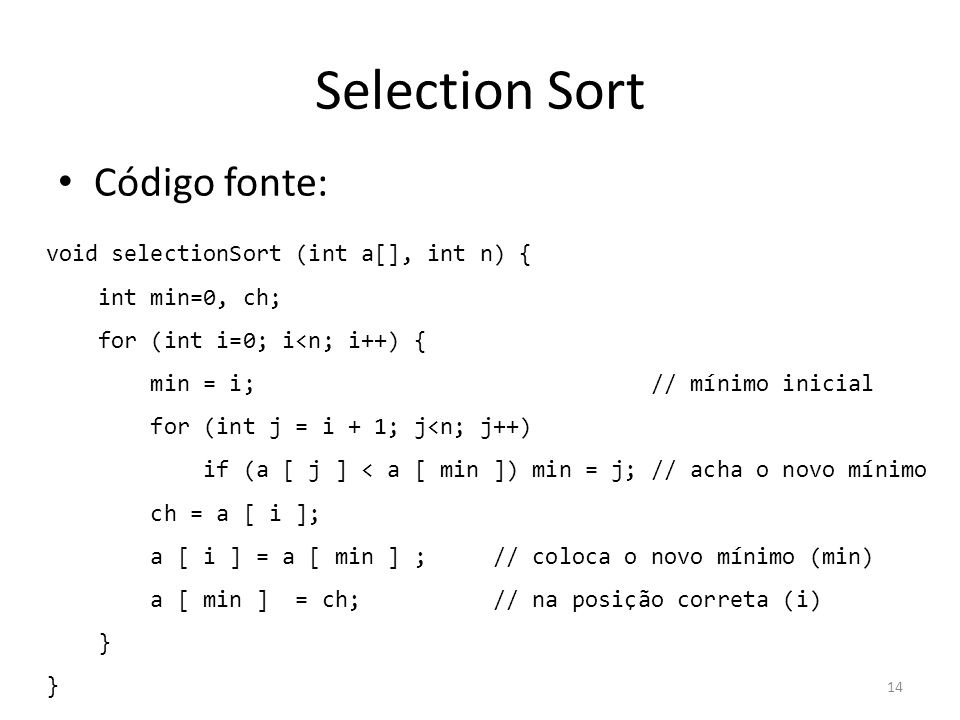 Selection Sort
• Código fonte:
void selectionSort (int a[], int n) {
    int min=0, ch;
    for (int i=0; i<n; i++) {
        min = i;                              // mínimo inicial
        for (int j = i + 1; j<n; j++)
            if (a [ j ] < a [ min ]) min = j; // acha o novo mínimo
        ch = a [ i ];
        a [ i ] = a [ min ] ;     // coloca o novo mínimo (min)
        a [ min ]  = ch;          // na posição correta (i)
    }
}
14